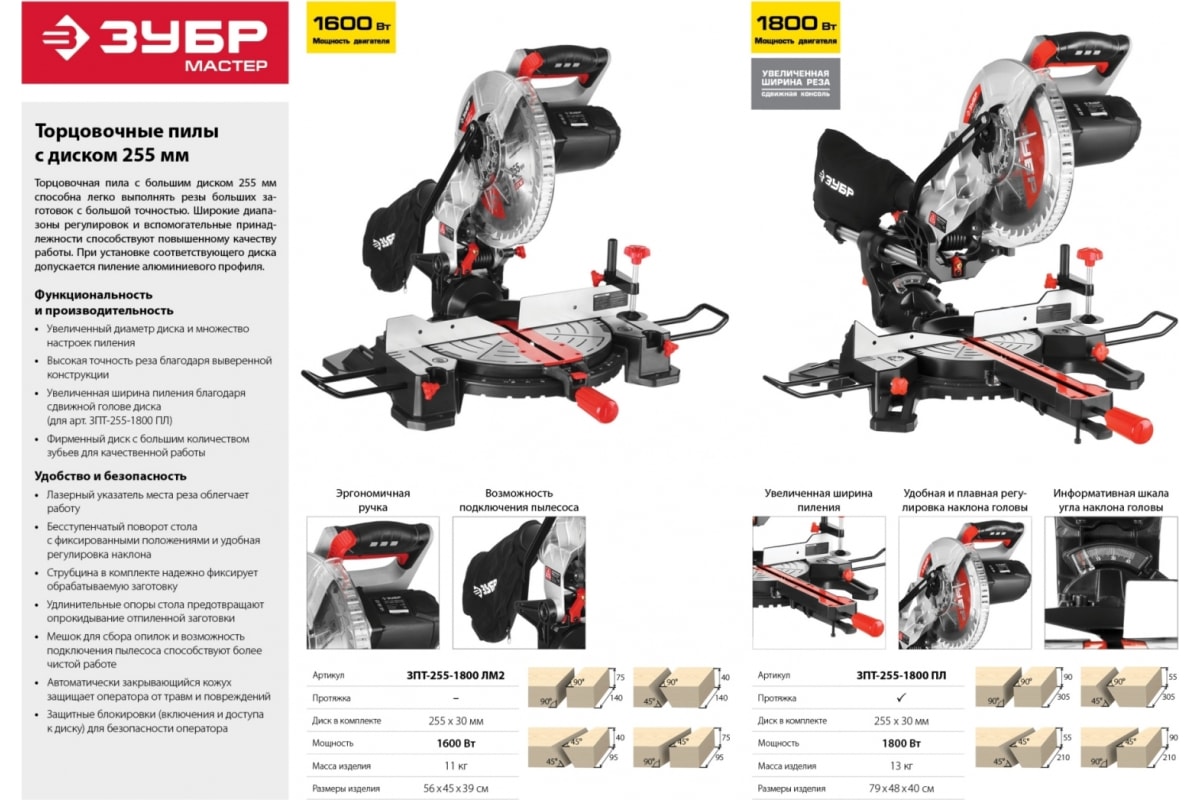 ЗУБР
МАСТЕР
Торцовочные пилы
с диском 255 мм
Торцовочная пила с большим диском 255 мм
способна легко выполнять резы больших за-
готовок с большой точностью. Широкие диапа-
зоны регулировок и вспомогательные принад-
лежности способствуют повышенному качеству
работы. При установке соответствующего диска
допускается пиление алюминиевого профиля.
Функциональность
и производительность
• Увеличенный диаметр диска и множество
настроек пиления
• Высокая точность реза благодаря выверенной
конструкции
• Увеличенная ширина пиления благодаря
сдвижной голове диска
(для арт. ЗПТ-255-1800 ПЛ)
• Фирменный диск с большим количеством
зубьев для качественной работы
Удобство и безопасность
• Лазерный указатель места реза облегчает
работу
• Бесступенчатый поворот стола
с фиксированными положениями и удобная
регулировка наклона
• Струбцина в комплекте надежно фиксирует
обрабатываемую заготовку
• Удлинительные опоры стола предотвращают
опрокидывание отпиленной заготовки
• Мешок для сбора опилок и возможность
подключения пылесоса способствуют более
чистой работе
• Автоматически закрывающийся кожух
защищает оператора от травм и повреждений
• Защитные блокировки (включения и доступа
к диску) для безопасности оператора
1600 Вт
Мощность двигателя
ЗУБР
Эргономичная
ручка
Возможность
подключения пылесоса
ЗУБР
ЗУБР
Артикул ЗПТ-255-1800 ЛМ2
Протяжка –
Диск в комплекте 255 х 30 мм
Мощность 1600 Вт
Масса изделия 11 кг
Размеры изделия 56 х 45 х 39 см
90° 90° 75 140
45° 90° 40 140
45° 45° 40 95
90° 45° 75 95
1800 Вт
Мощность двигателя
УВЕЛИЧЕННАЯ
ШИРИНА РЕЗА
СДВИЖНАЯ КОНСОЛЬ
ЗУБР
Увеличенная ширина
пиления
Удобная и плавная регу-
лировка наклона головы
Информативная шкала
угла наклона головы
Артикул ЗПТ-255-1800 ПЛ
Протяжка ✓
Диск в комплекте 255 х 30 мм
Мощность 1800 Вт
Масса изделия 13 кг
Размеры изделия 79 х 48 х 40 см
90° 90° 90 305
45° 90° 55 305
45° 45° 55 210
90° 45° 90 210